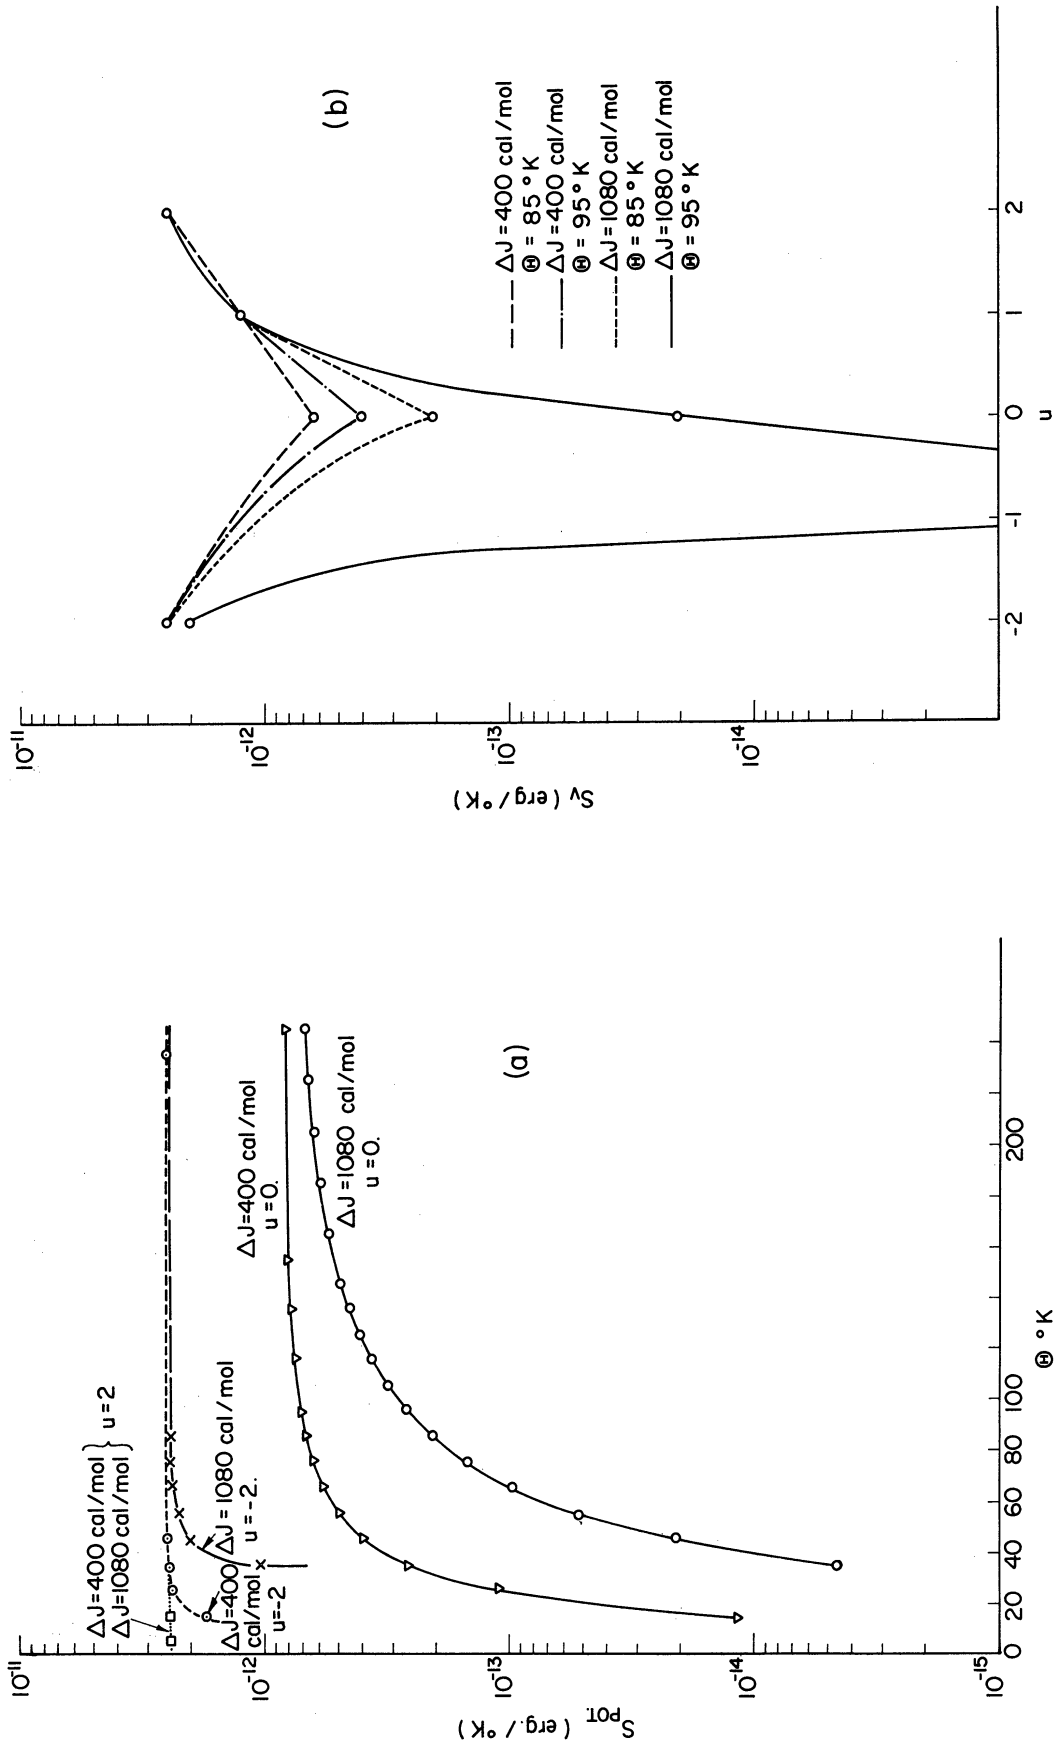 10⁻¹¹
10⁻¹²
10⁻¹³
10⁻¹⁴
10⁻¹⁵
S_POT. (erg./°K)
0
20
40
60
80
100
200
Θ °K
ΔJ=400 cal/mol
ΔJ=1080 cal/mol
} u=2
ΔJ=400
cal/mol
u=-2
ΔJ=1080 cal/mol
u=-2.
ΔJ=400 cal/mol
u=0.
ΔJ=1080 cal/mol
u=0.
(a)
10⁻¹¹
10⁻¹²
10⁻¹³
10⁻¹⁴
S_V (erg/°K)
-2
-1
0
1
2
u
ΔJ=400 cal/mol
Θ = 85°K
ΔJ=400 cal/mol
Θ = 95°K
ΔJ=1080 cal/mol
Θ = 85°K
ΔJ=1080 cal/mol
Θ = 95°K
(b)